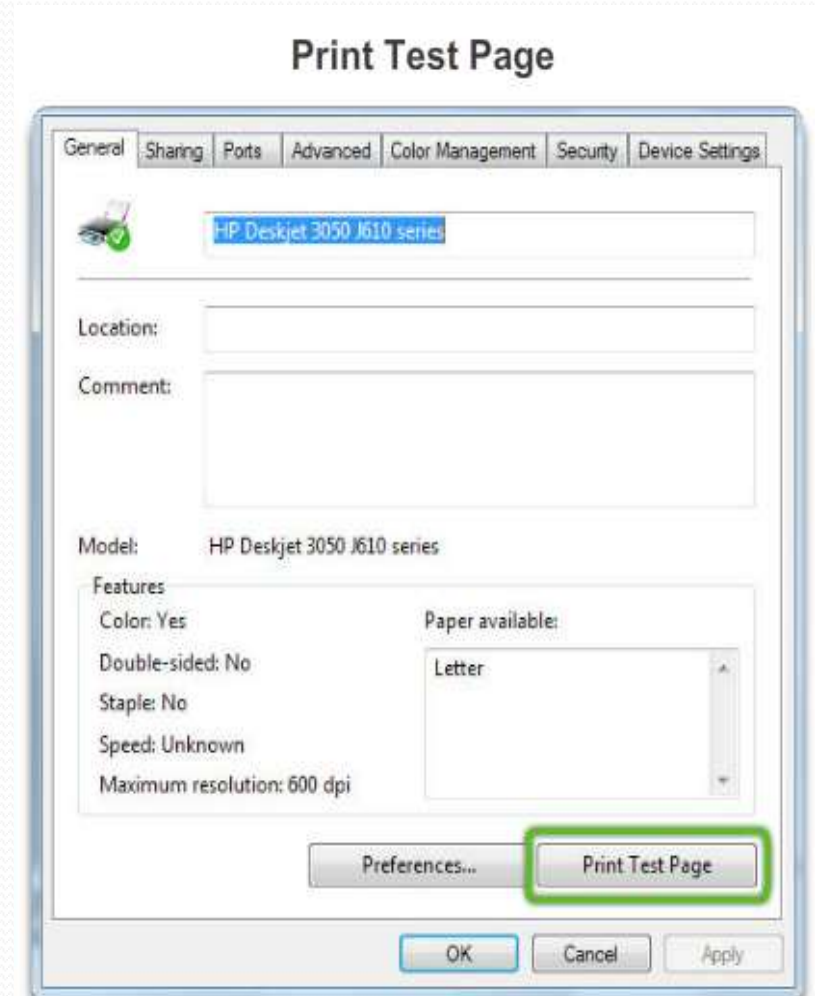 Print Test Page
General Sharing Ports Advanced Color Management Security Device Settings
HP Deskjet 3050 J610 series
Location:
Comment:
Model: HP Deskjet 3050 J610 series
Features
Color: Yes
Paper available:
Double-sided: No
Letter
Staple: No
Speed: Unknown
Maximum resolution: 600 dpi
Preferences... Print Test Page
OK Cancel Apply